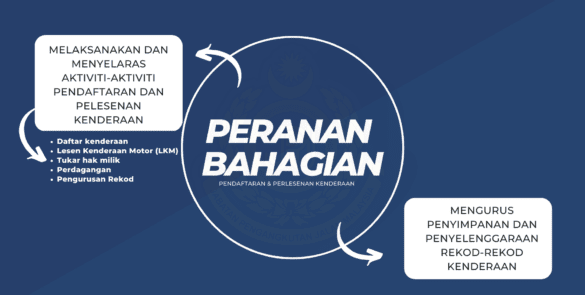 MELAKSANAKAN DAN
MENYELARAS
AKTIVITI-AKTIVITI
PENDAFTARAN DAN
PELESENAN
KENDERAAN
• Daftar kenderaan
• Lesen Kenderaan Motor (LKM)
• Tukar hak milik
• Perdagangan
• Pengurusan Rekod
PERANAN
BAHAGIAN
PENDAFTARAN & PERLESENAN KENDERAAN
MENGURUS
PENYIMPANAN DAN
PENYELENGGARAAN
REKOD-REKOD
KENDERAAN